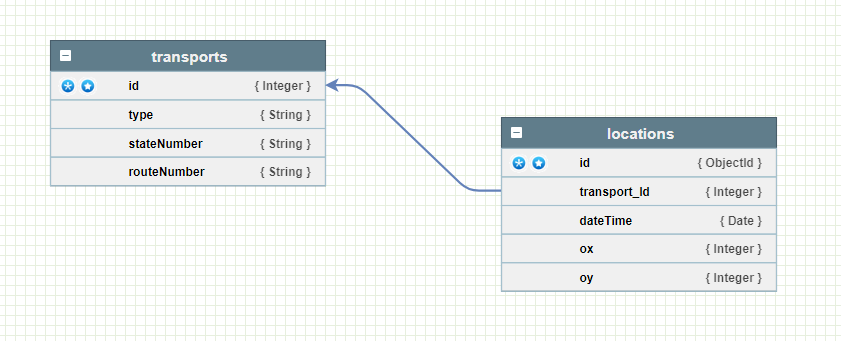 transports
id { Integer }
type { String }
stateNumber { String }
routeNumber { String }
locations
id { ObjectId }
transport_Id { Integer }
dateTime { Date }
ox { Integer }
oy { Integer }